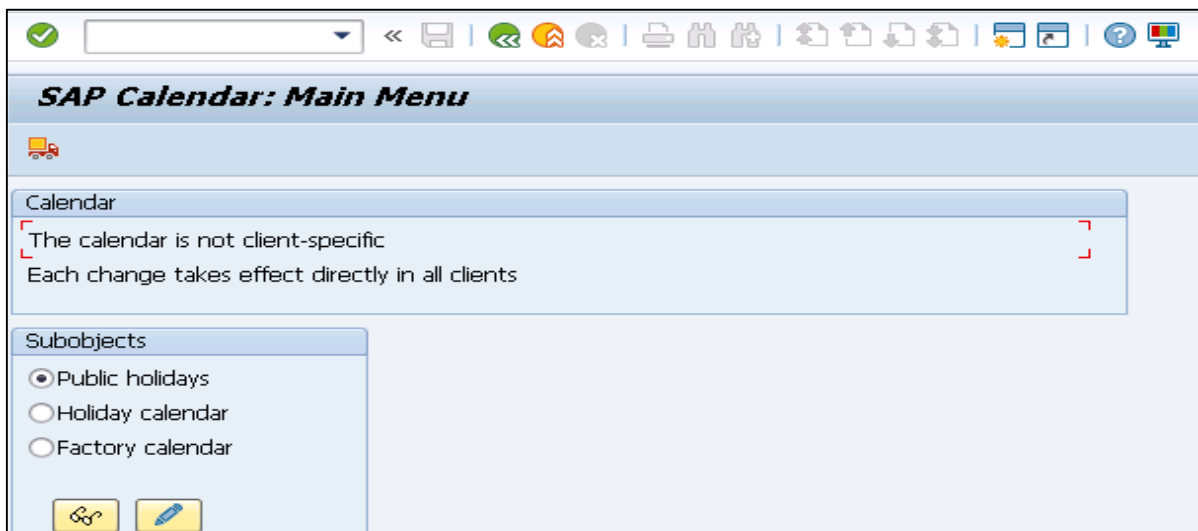 SAP Calendar: Main Menu
Calendar
The calendar is not client-specific
Each change takes effect directly in all clients
Subobjects
Public holidays
Holiday calendar
Factory calendar